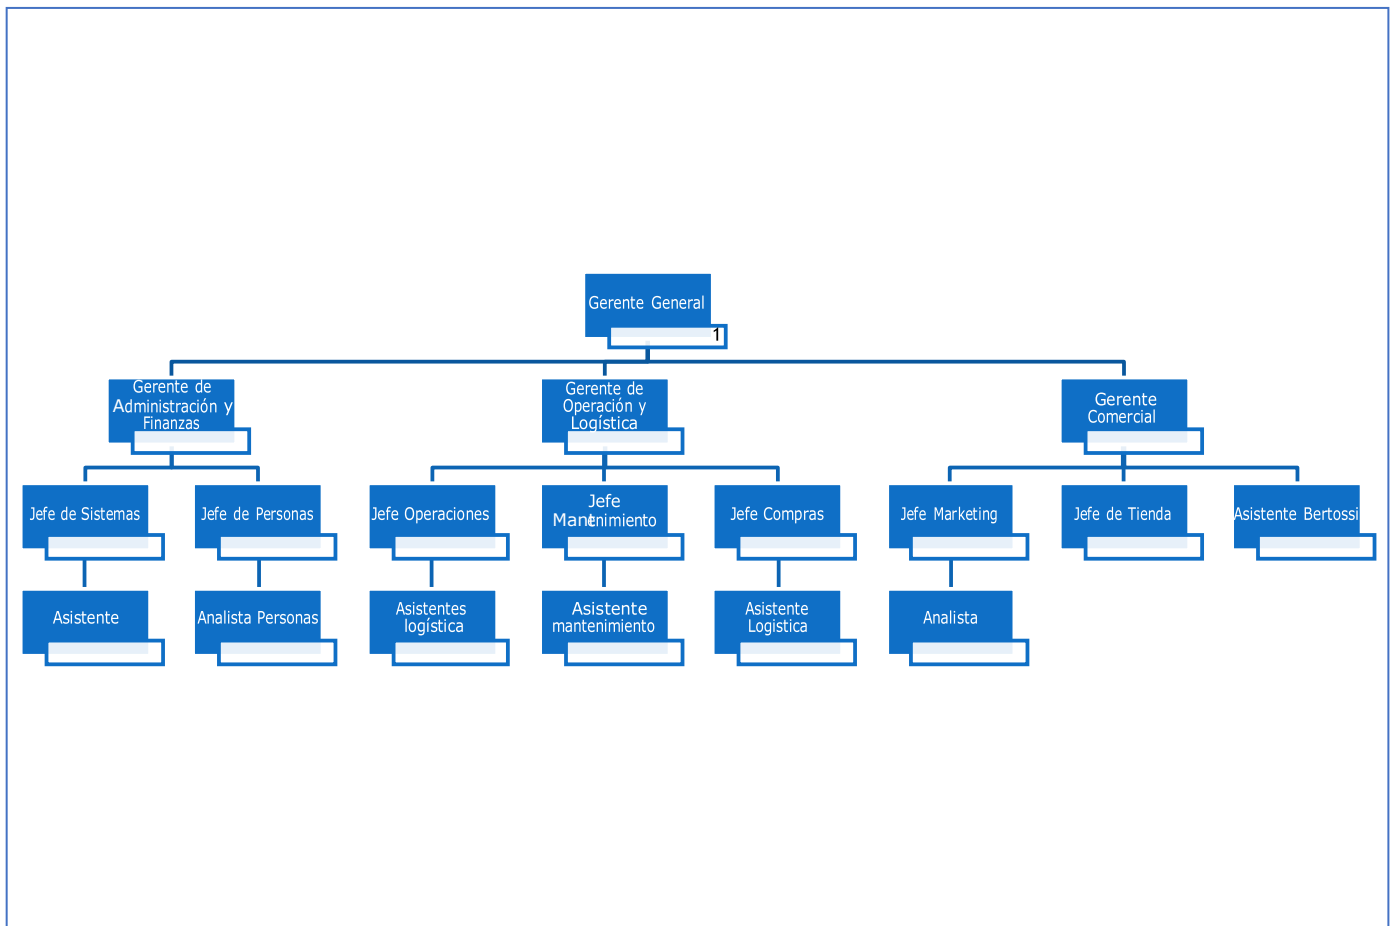 Gerente General
1
Gerente de
Administración y
Finanzas
Gerente de
Operación y
Logística
Gerente
Comercial
Jefe de Sistemas
Jefe de Personas
Jefe Operaciones
Jefe
Mantenimiento
Jefe Compras
Jefe Marketing
Jefe de Tienda
Asistente Bertossi
Asistente
Analista Personas
Asistentes
logística
Asistente
mantenimiento
Asistente
Logistica
Analista